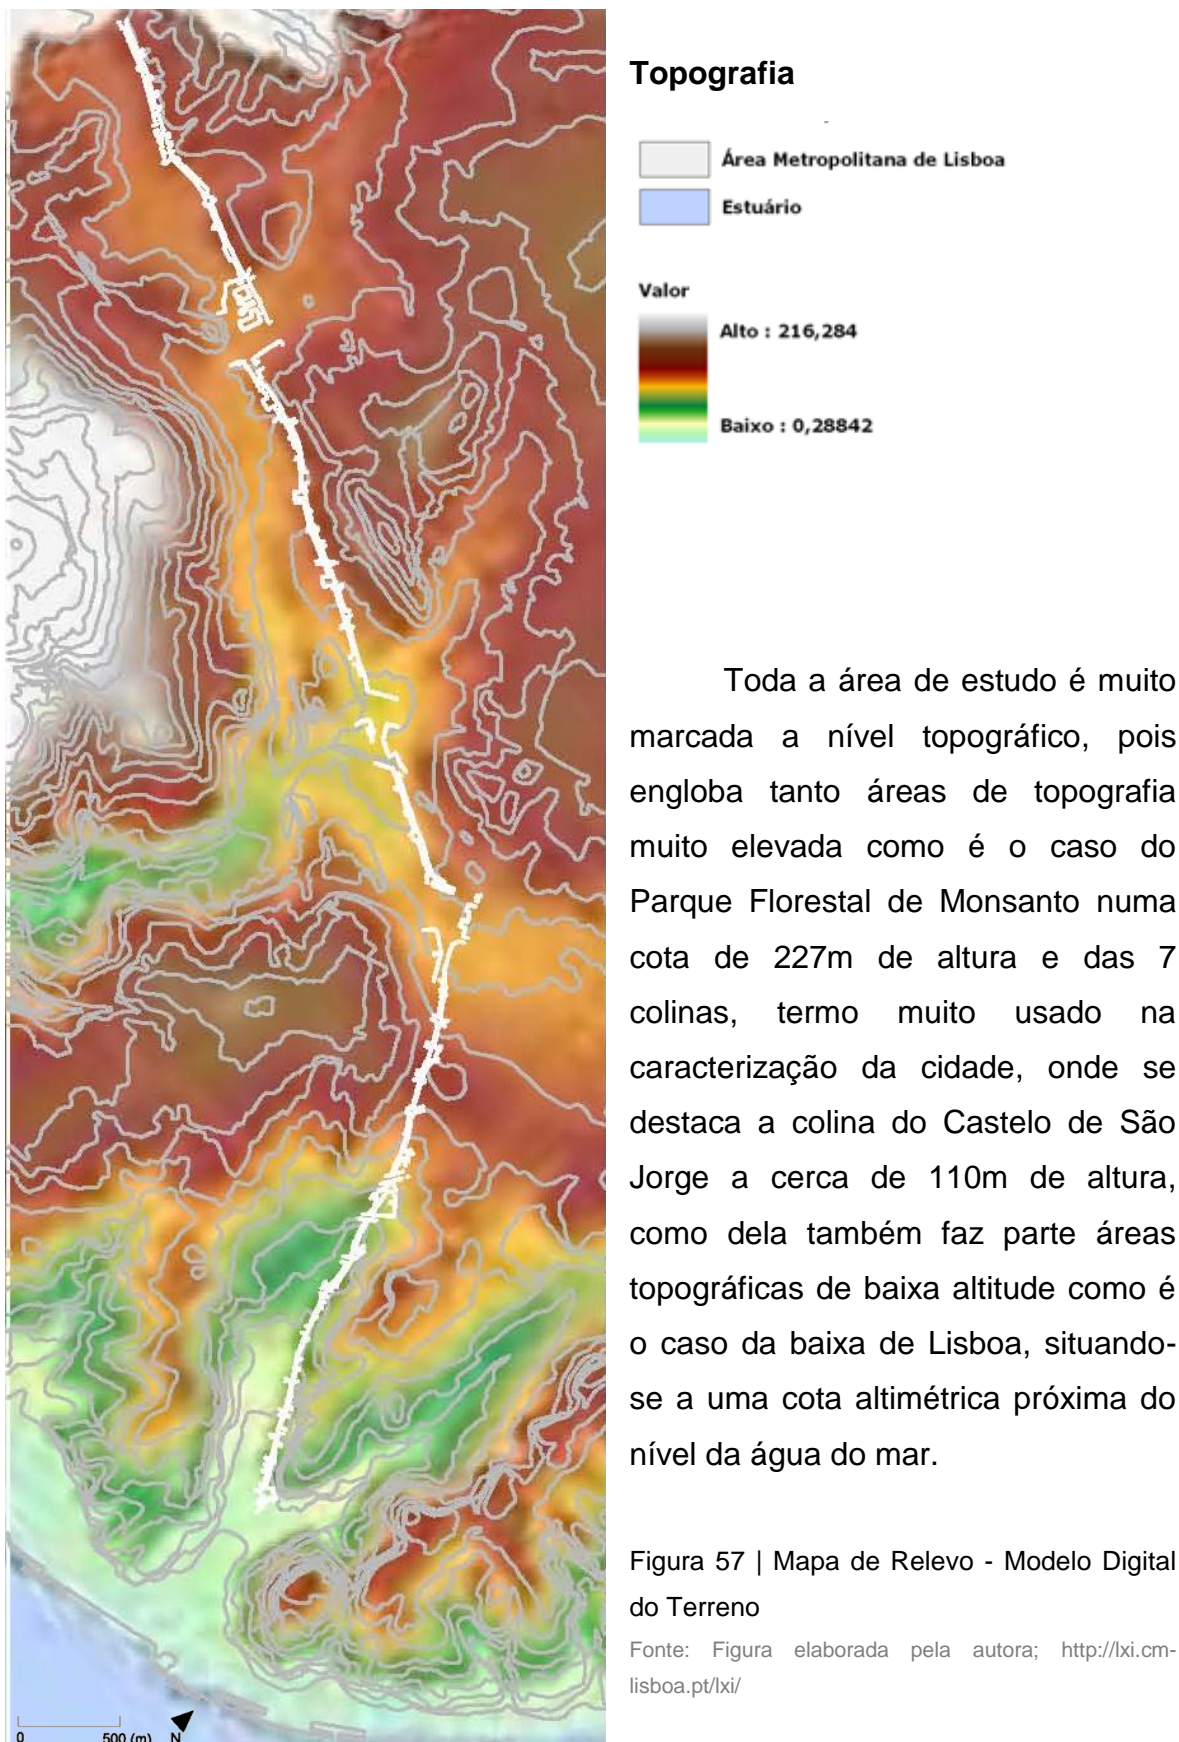 Topografia
Área Metropolitana de Lisboa
Estuário
Valor
Alto : 216,284
Baixo : 0,28842
Toda a área de estudo é muito
marcada a nível topográfico, pois
engloba tanto áreas de topografia
muito elevada como é o caso do
Parque Florestal de Monsanto numa
cota de 227m de altura e das 7
colinas, termo muito usado na
caracterização da cidade, onde se
destaca a colina do Castelo de São
Jorge a cerca de 110m de altura,
como dela também faz parte áreas
topográficas de baixa altitude como é
o caso da baixa de Lisboa, situando-
se a uma cota altimétrica próxima do
nível da água do mar.
Figura 57 | Mapa de Relevo - Modelo Digital
do Terreno
Fonte: Figura elaborada pela autora; http://lxi.cm-
lisboa.pt/lxi/
0 500 (m) N